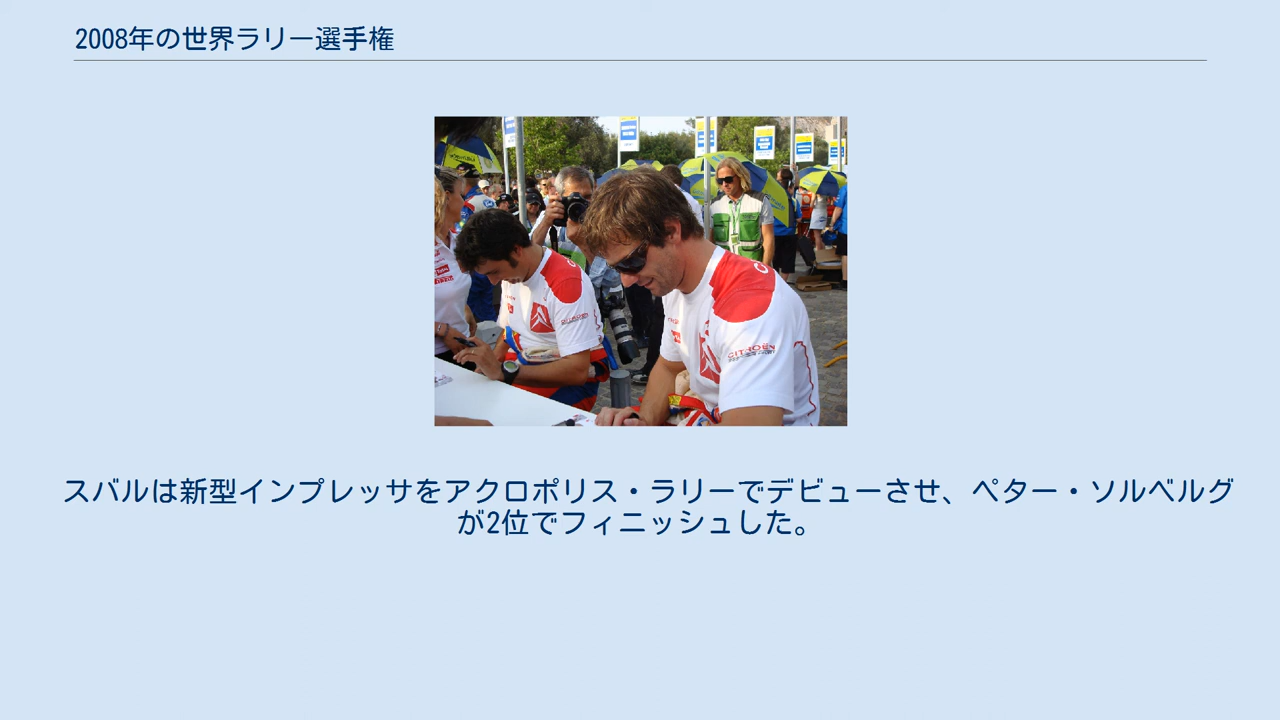 2008年の世界ラリー選手権
CITROËN
スバルは新型インプレッサをアクロポリス・ラリーでデビューさせ、ペター・ソルベルグ
が2位でフィニッシュした。